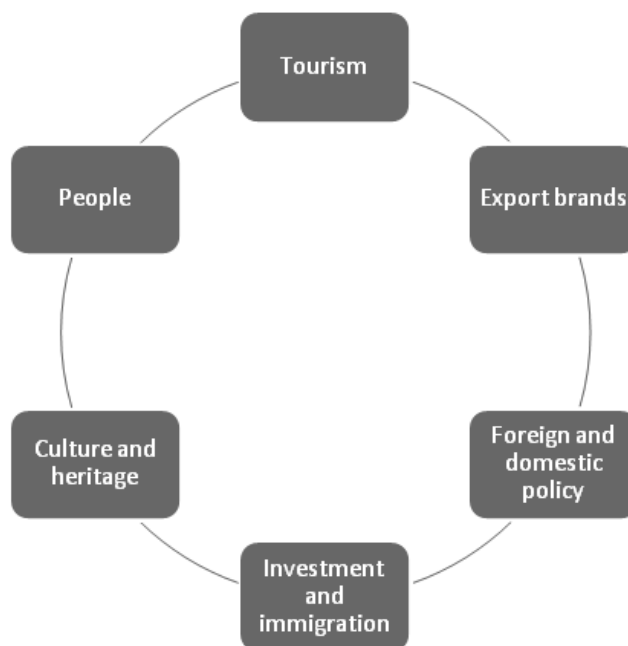 Tourism
People
Export brands
Culture and
heritage
Foreign and
domestic
policy
Investment
and
immigration